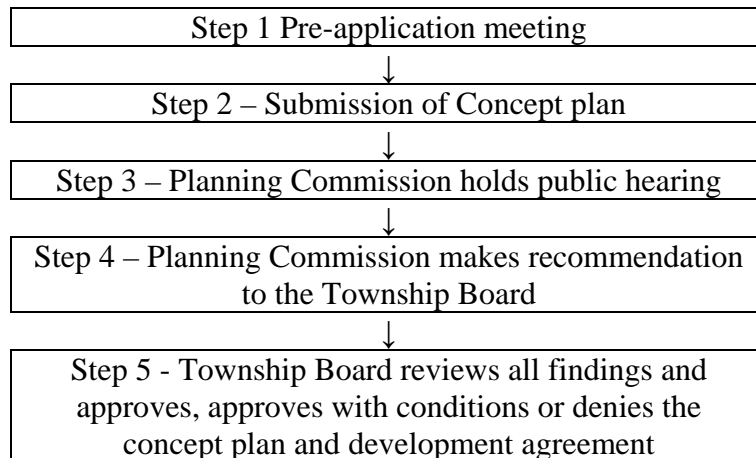 Step 1 Pre-application meeting
↓
Step 2 – Submission of Concept plan
↓
Step 3 – Planning Commission holds public hearing
↓
Step 4 – Planning Commission makes recommendation
to the Township Board
↓
Step 5 - Township Board reviews all findings and
approves, approves with conditions or denies the
concept plan and development agreement